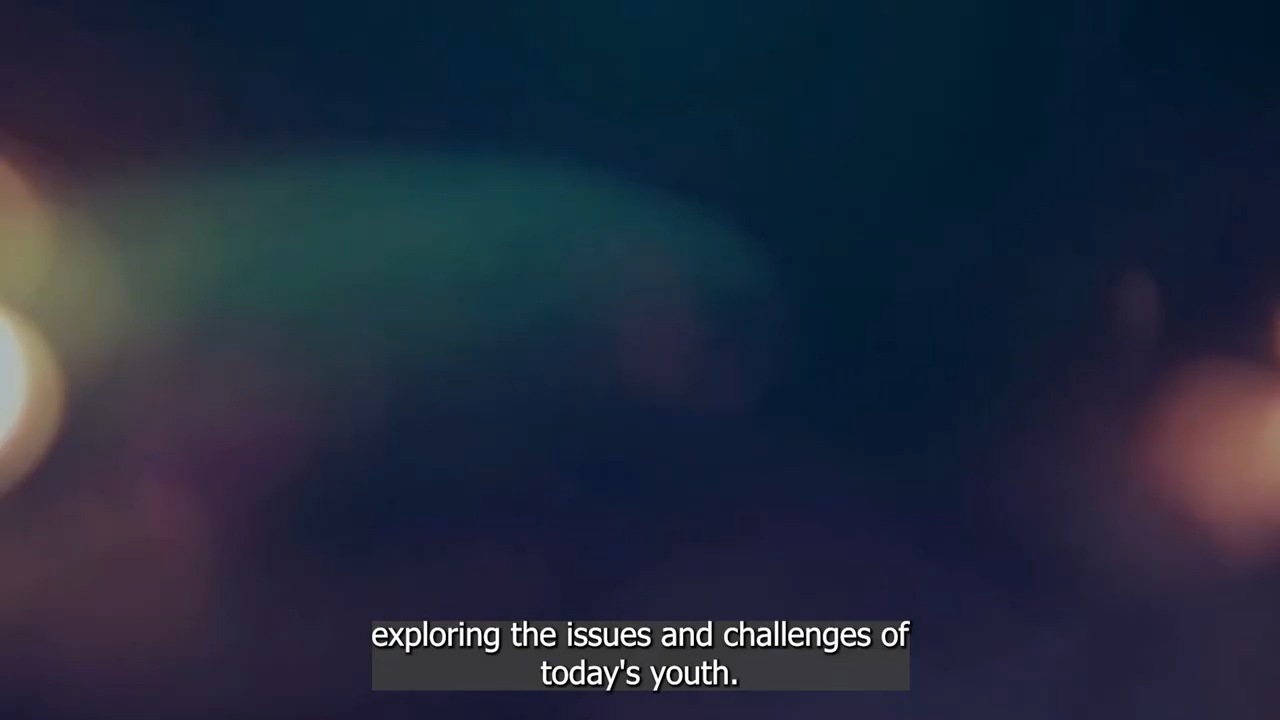 exploring the issues and challenges of
today's youth.